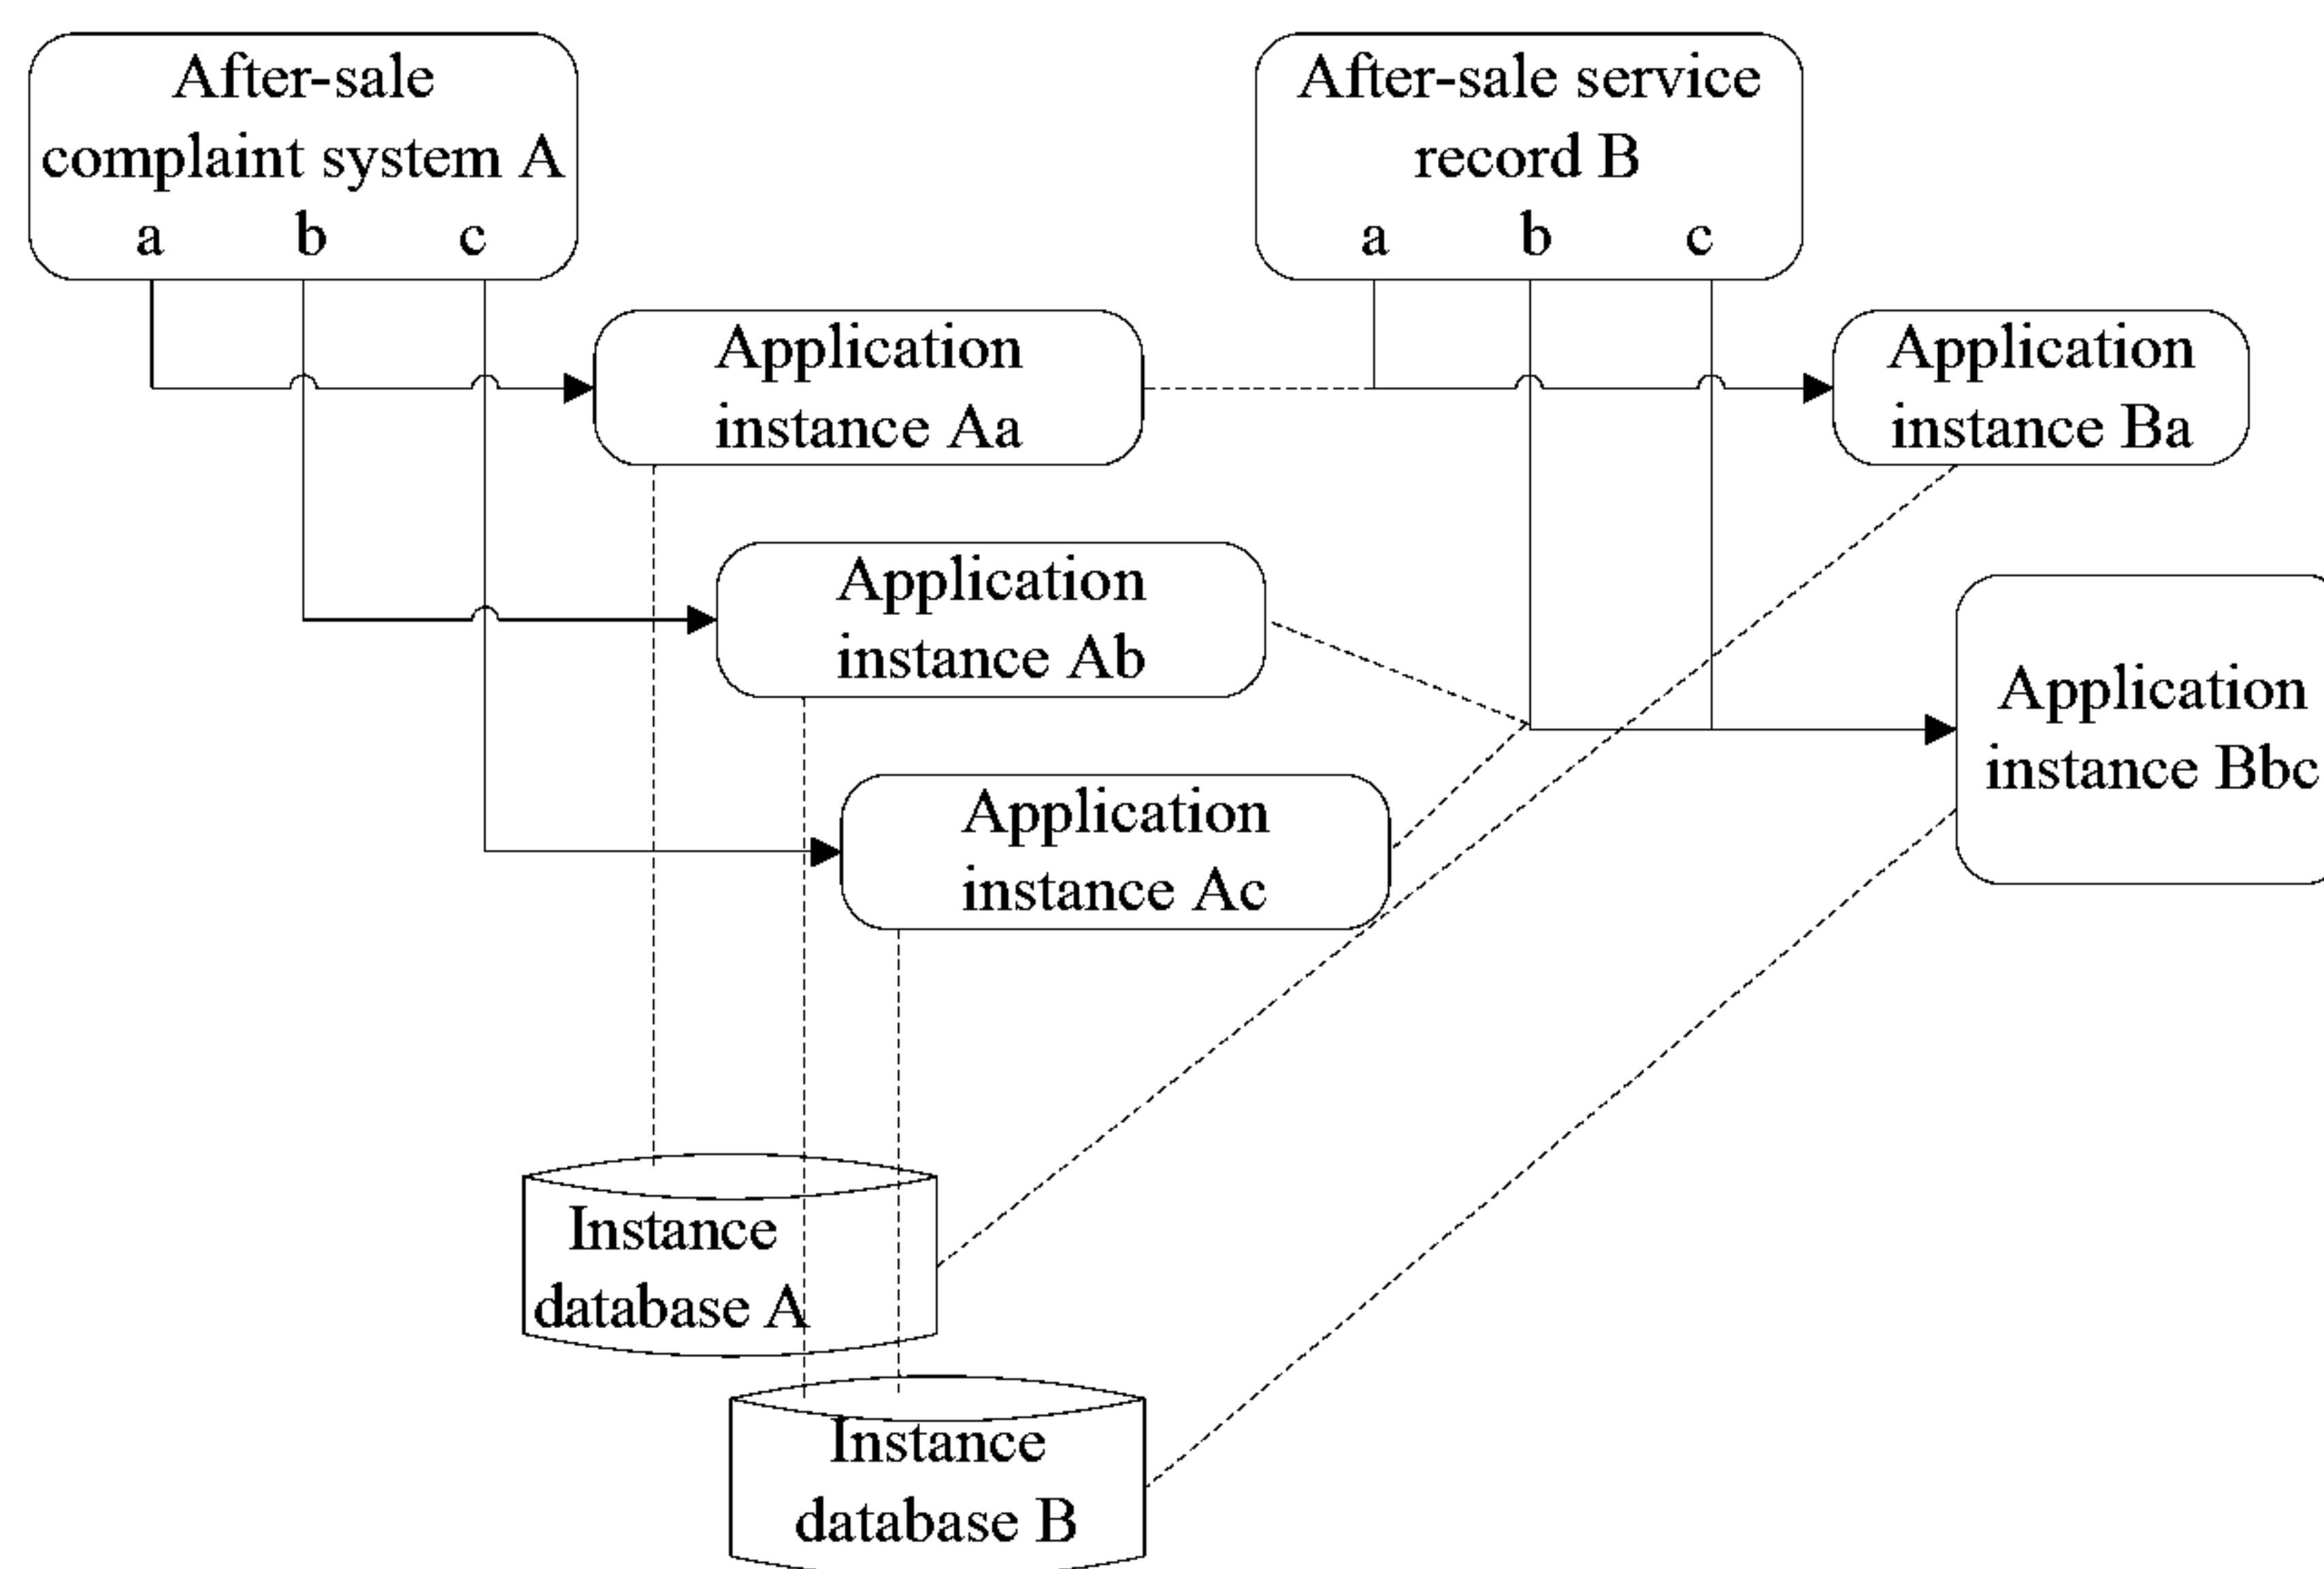 After-sale
complaint system A
a b c
After-sale service
record B
a b c
Application
instance Aa
Application
instance Ba
Application
instance Ab
Application
instance Bbc
Application
instance Ac
Instance
database A
Instance
database B